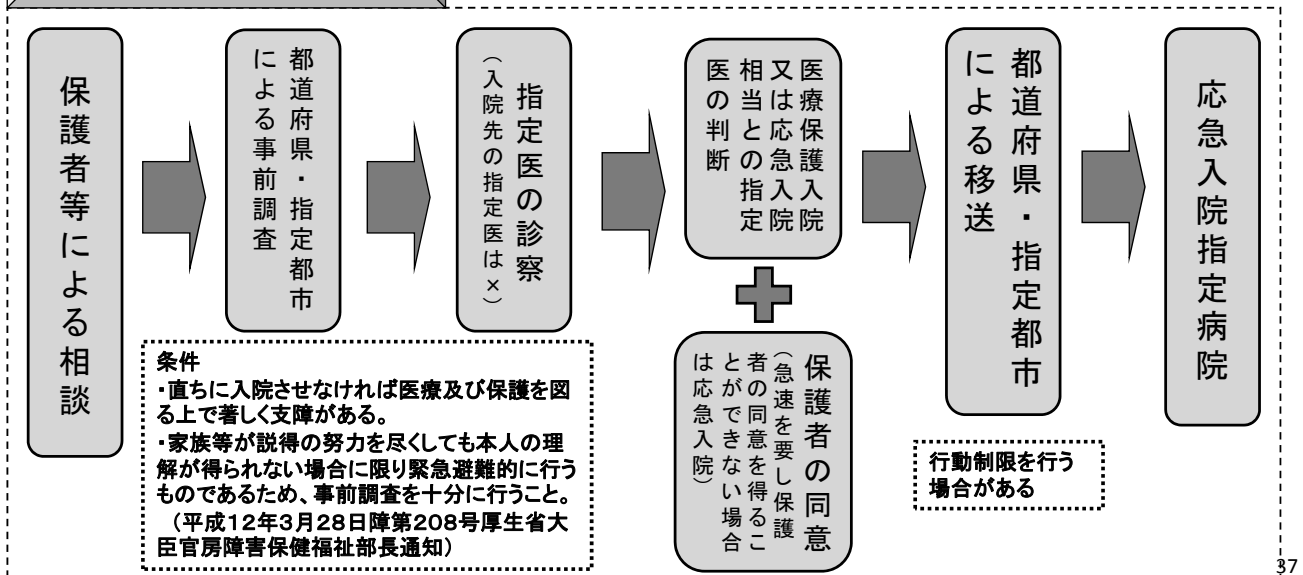 保護者等による相談
都道府県・指定都市
による事前調査
指定医の診察
（入院先の指定医は×）
医療保護入院
又は応急入院
相当との指定
医の判断
保護者の同意
（急速を要し保護
者の同意を得るこ
とができない場合
は応急入院）
都道府県・指定都市
による移送
応急入院指定病院
条件
・直ちに入院させなければ医療及び保護を図
る上で著しく支障がある。
・家族等が説得の努力を尽くしても本人の理
解が得られない場合に限り緊急避難的に行う
ものであるため、事前調査を十分に行うこと。
（平成12年3月28日障第208号厚生省大
臣官房障害保健福祉部長通知）
行動制限を行う
場合がある
37